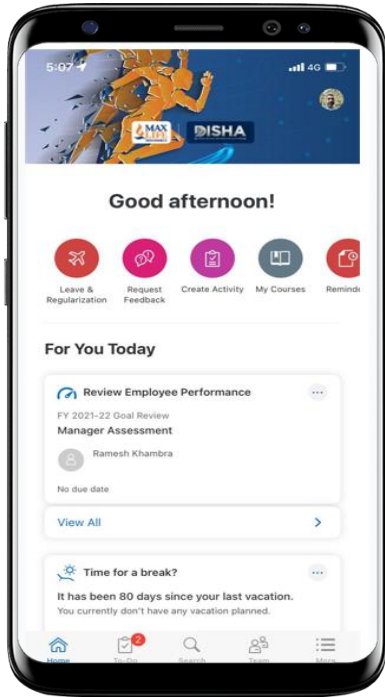 5:07
4G
MAX
LIFE
DISHA
Good afternoon!
Leave &
Regularization
Request
Feedback
Create Activity
My Courses
For You Today
Review Employee Performance
FY 2021-22 Goal Review
Manager Assessment
Ramesh Khambra
No due date
View All
Time for a break?
It has been 80 days since your last vacation.
You currently don't have any vacation planned.
2
Home
To-Do
Search
Team
More